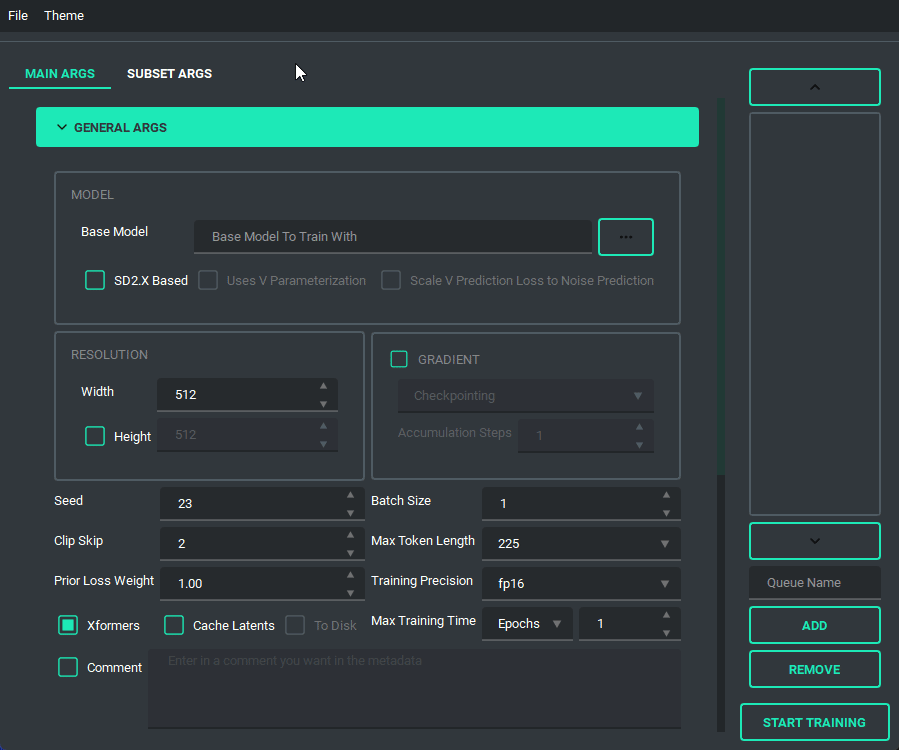 File Theme
MAIN ARGS SUBSET ARGS
GENERAL ARGS
MODEL
Base Model Base Model To Train With ...
SD2.X Based Uses V Parameterization Scale V Prediction Loss to Noise Prediction
RESOLUTION
Width 512
Height 512
GRADIENT
Checkpointing
Accumulation Steps 1
Seed 23 Batch Size 1
Clip Skip 2 Max Token Length 225
Prior Loss Weight 1.00 Training Precision fp16
Xformers Cache Latents To Disk Max Training Time Epochs 1
Comment Enter in a comment you want in the metadata
Queue Name
ADD
REMOVE
START TRAINING